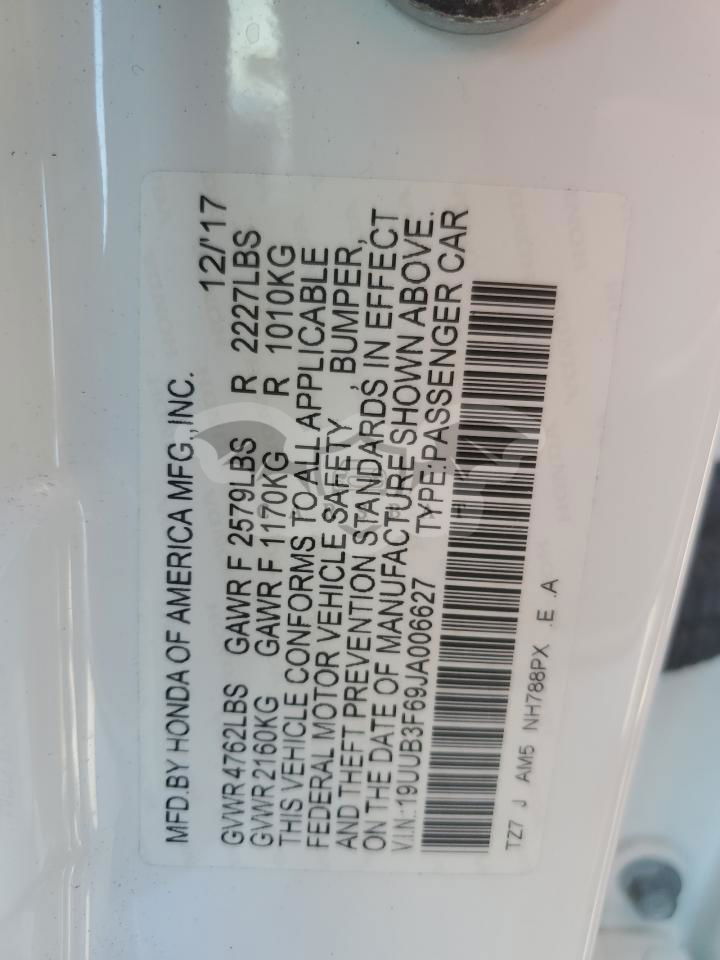 MFD.BY HONDA OF AMERICA MFG.,INC. 12/'17
GVWR4762LBS GAWR F 2579LBS R 2227LBS
GVWR2160KG GAWR F 1170KG R 1010KG
THIS VEHICLE CONFORMS TO ALL APPLICABLE
FEDERAL MOTOR VEHICLE SAFETY, BUMPER,
AND THEFT PREVENTION STANDARDS IN EFFECT
ON THE DATE OF MANUFACTURE SHOWN ABOVE.
V.I.N.:19UUB3F69JA006627 TYPE:PASSENGER CAR
TZ7 J AM5 NH788PX .E .A